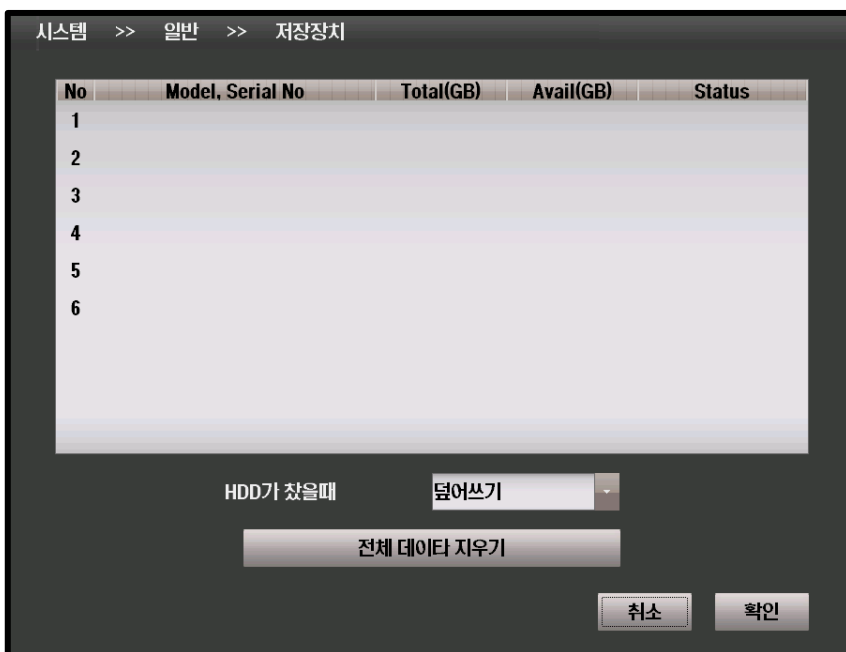 시스템 >> 일반 >> 저장장치
No Model, Serial No Total(GB) Avail(GB) Status
1
2
3
4
5
6
HDD가 찼을때 덮어쓰기
전체 데이타 지우기
취소 확인